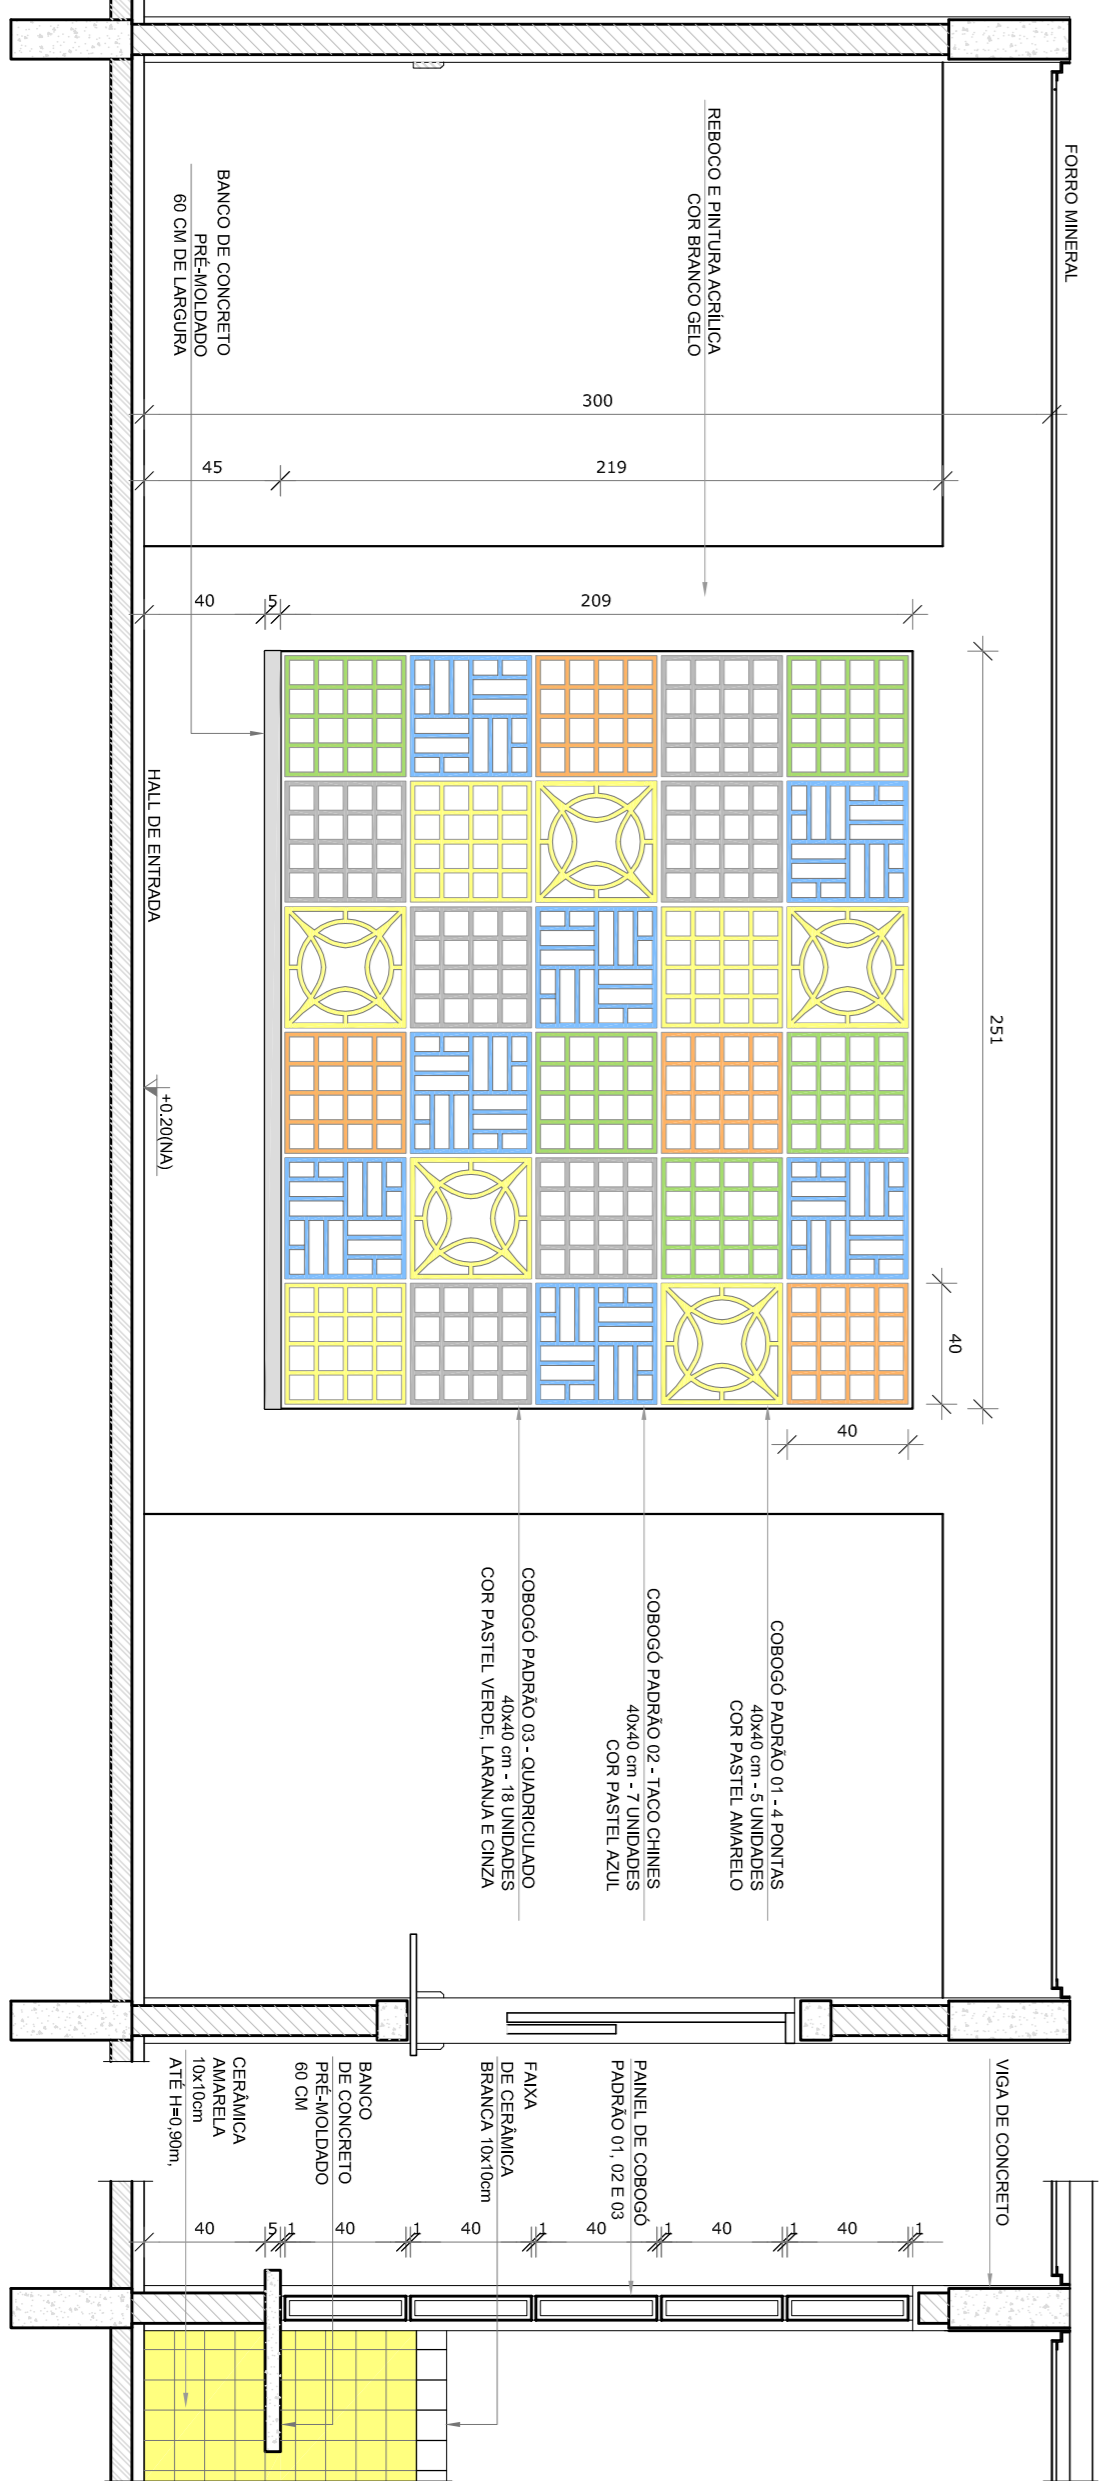 FORRO MINERAL
REBOCO E PINTURA ACRÍLICA
COR BRANCO GELO
BANCO DE CONCRETO
PRÉ-MOLDADO
60 CM DE LARGURA
300
45
219
40
5
209
251
40
40
HALL DE ENTRADA
+0.20(NA)
COBOGÓ PADRÃO 01 - 4 PONTAS
40x40 cm - 5 UNIDADES
COR PASTEL AMARELO
COBOGÓ PADRÃO 02 - TACO CHINES
40x40 cm - 7 UNIDADES
COR PASTEL AZUL
COBOGÓ PADRÃO 03 - QUADRICULADO
40x40 cm - 18 UNIDADES
COR PASTEL VERDE, LARANJA E CINZA
VIGA DE CONCRETO
PAINEL DE COBOGÓ
PADRÃO 01, 02 E 03
FAIXA
DE CERÂMICA
BRANCA 10x10cm
BANCO
DE CONCRETO
PRÉ-MOLDADO
60 CM
CERÂMICA
AMARELA
10x10cm
ATÉ H=0,90m,
40
5
1
40
1
40
1
40
1
40
1
40
1